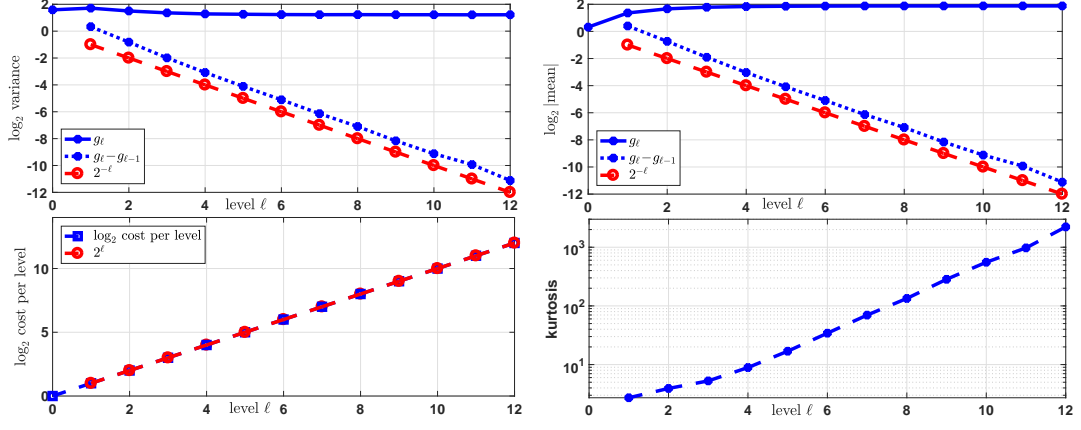 2
0
-2
-4
-6
-8
-10
-12
log₂ variance
g_ℓ
g_ℓ − g_ℓ−1
2^−ℓ
0 2 4 6 8 10 12
level ℓ
2
0
-2
-4
-6
-8
-10
-12
log₂|mean|
g_ℓ
g_ℓ − g_ℓ−1
2^−ℓ
0 2 4 6 8 10 12
level ℓ
10
5
0
log₂ cost per level
log₂ cost per level
2^ℓ
0 2 4 6 8 10 12
level ℓ
10³
10²
10¹
kurtosis
0 2 4 6 8 10 12
level ℓ